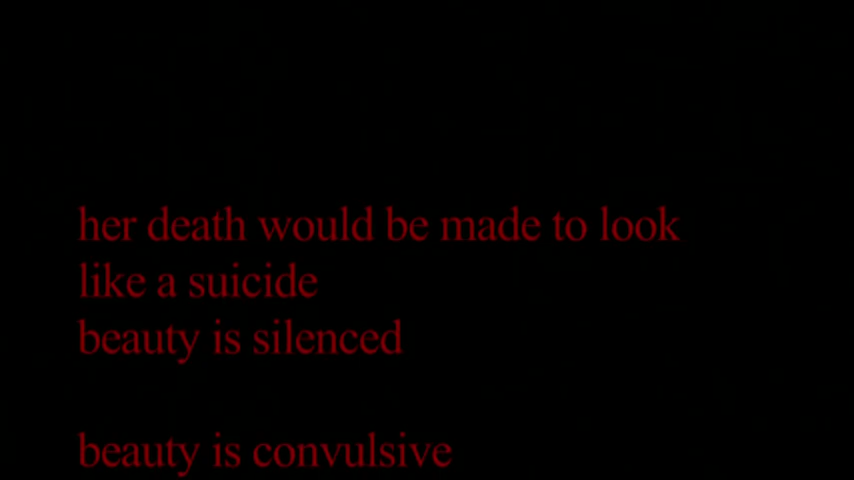 her death would be made to look
like a suicide
beauty is silenced
beauty is convulsive